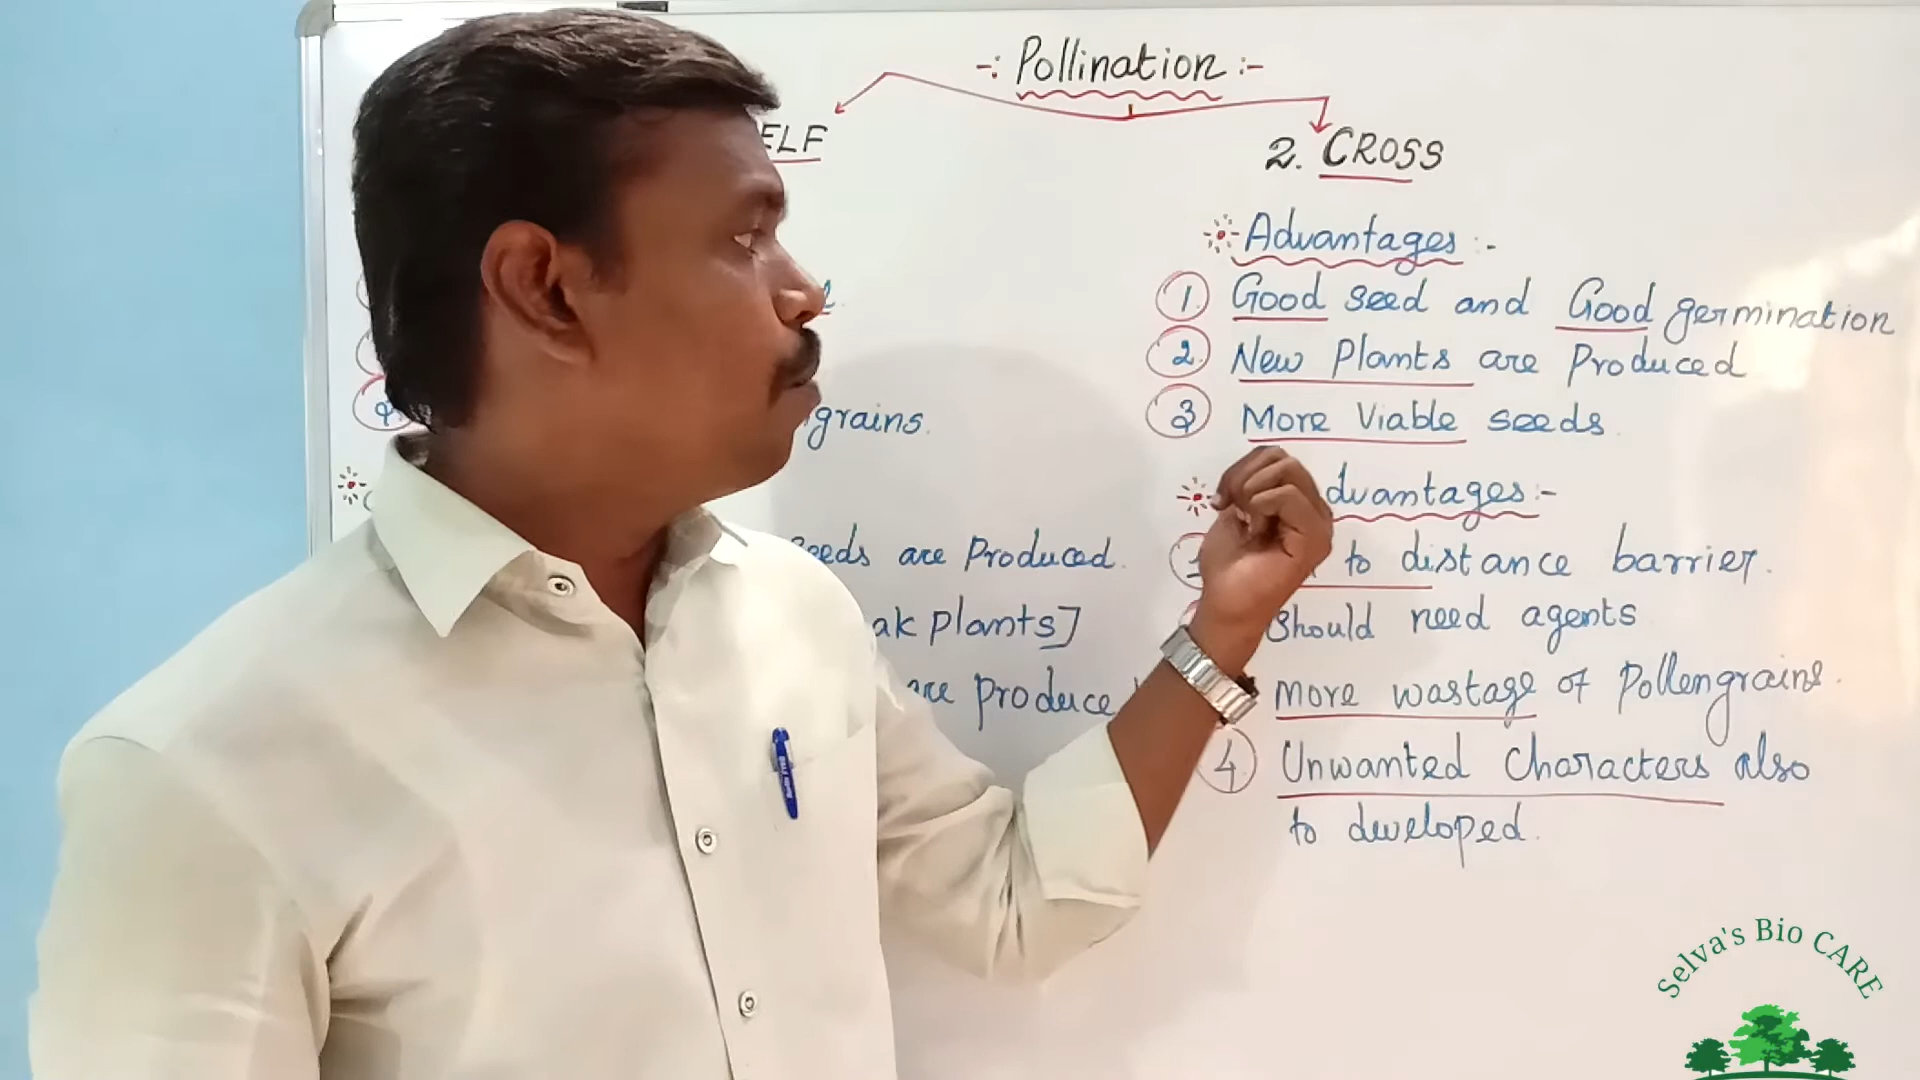 -: Pollination :-
ELF
2. CROSS
Advantages :-
1. Good seed and Good germination
2. New Plants are Produced
3 More Viable seeds
grains.
dvantages:-
seeds are Produced.
to distance barrier.
ak plants]
Should need agents
are produce
more wastage of Pollengrains.
4 Unwanted Characters also
to developed.
Selva's Bio CARE